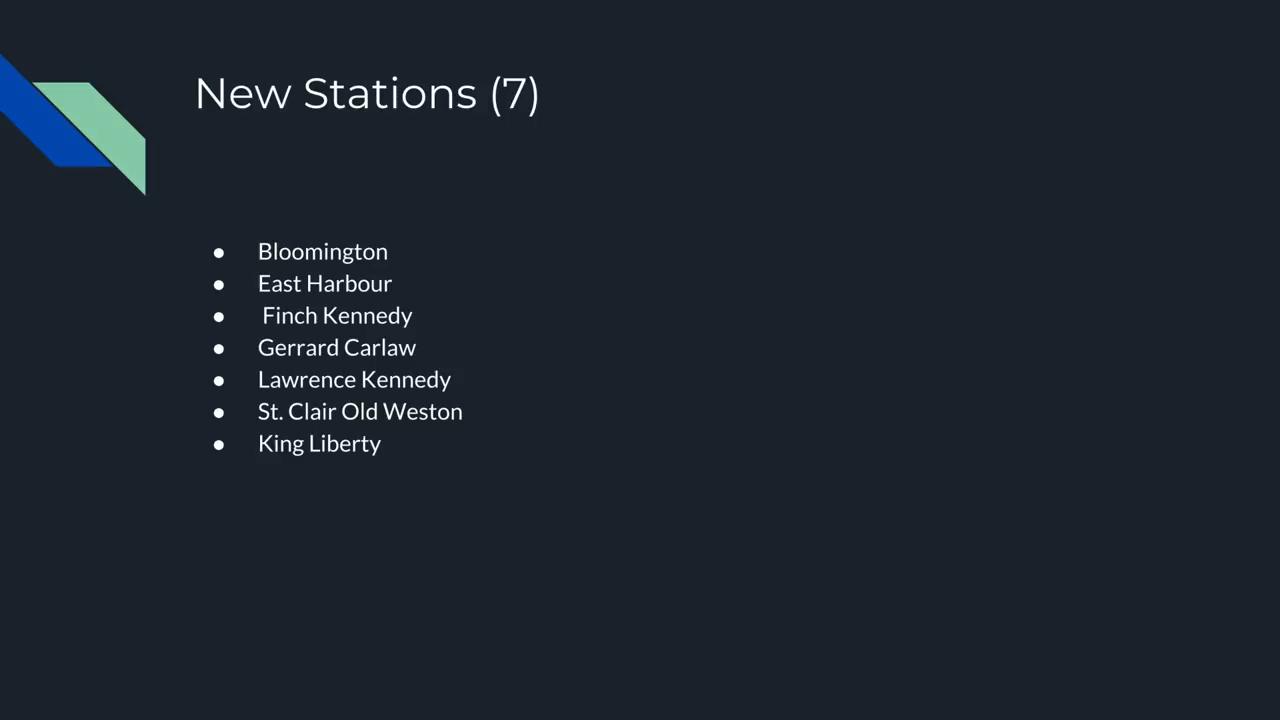 New Stations (7)
● Bloomington
● East Harbour
● Finch Kennedy
● Gerrard Carlaw
● Lawrence Kennedy
● St. Clair Old Weston
● King Liberty